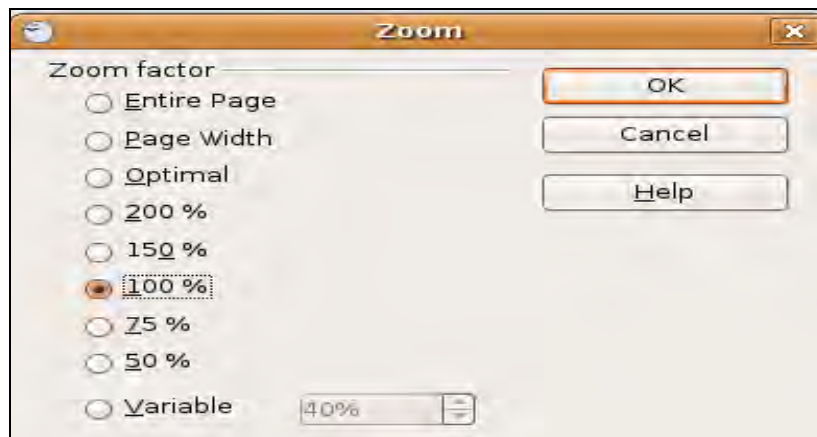 Zoom
Zoom factor
Entire Page
Page Width
Optimal
200 %
150 %
100 %
75 %
50 %
Variable 40%
OK
Cancel
Help